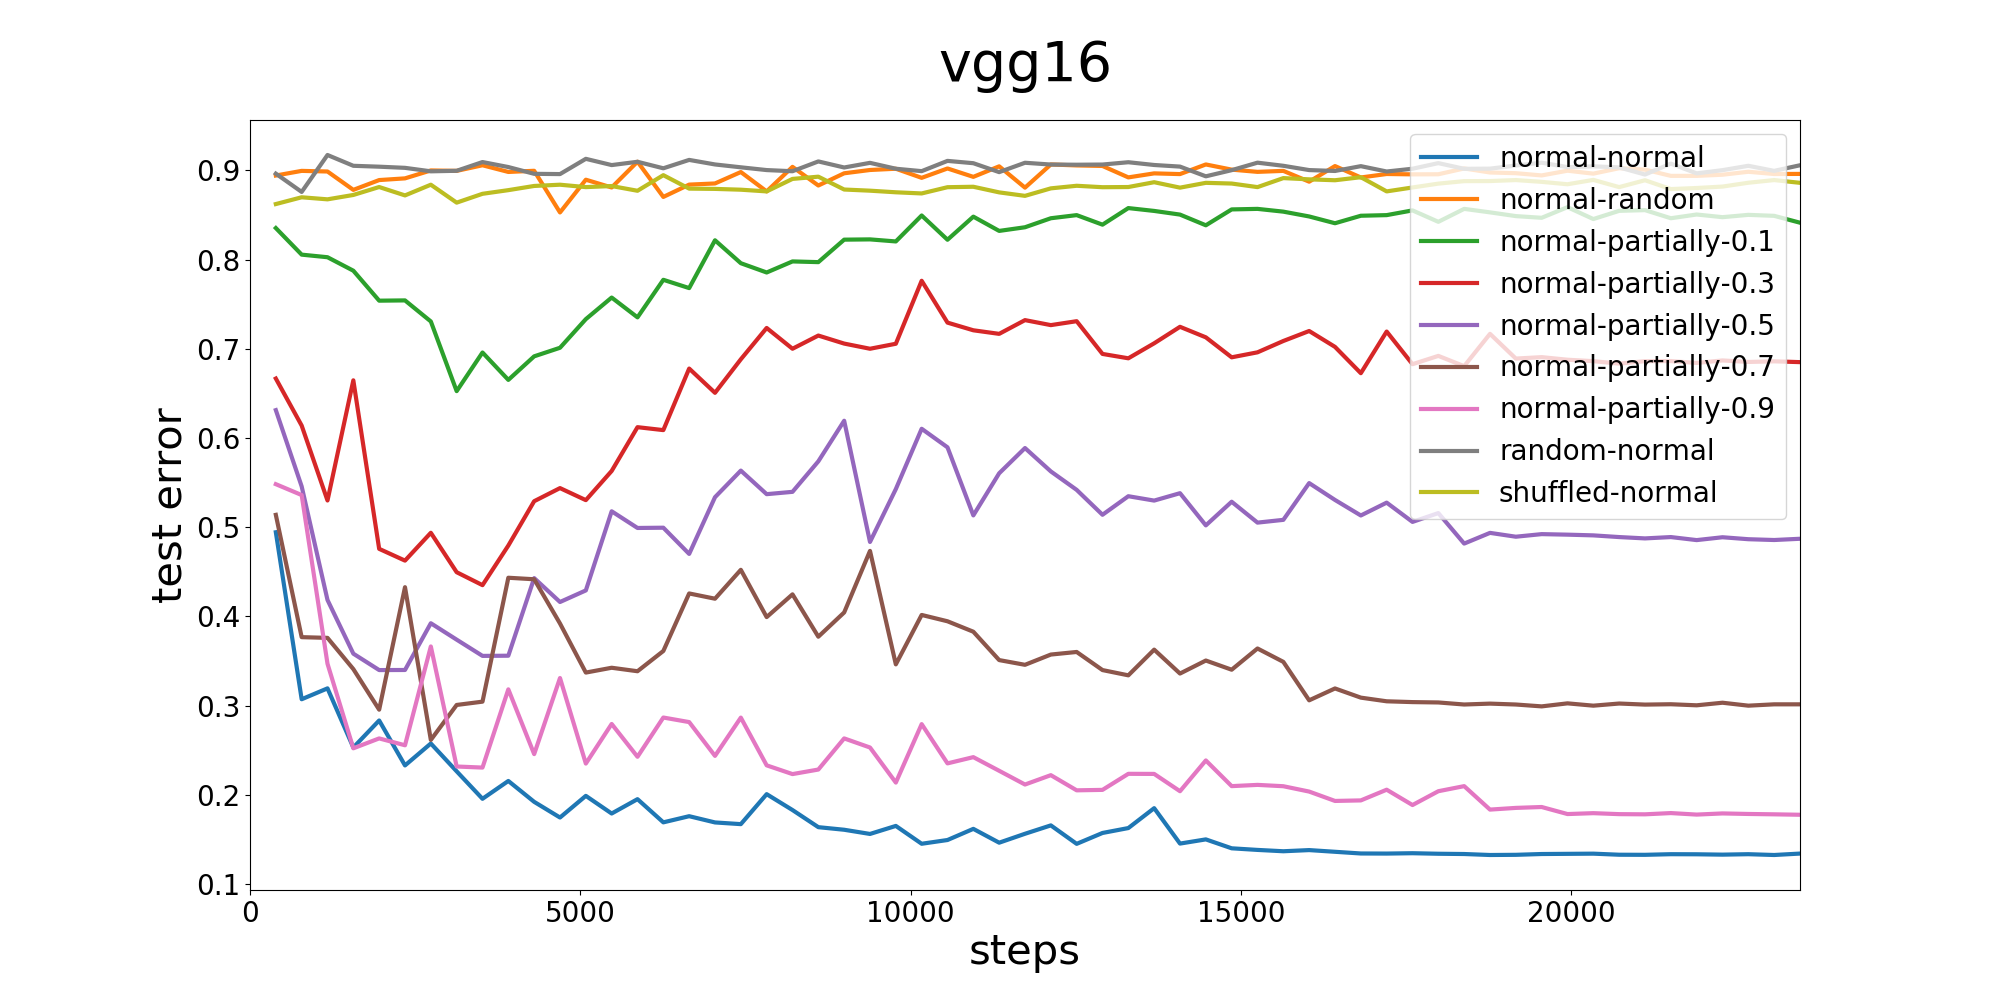 vgg16
test error
0.9
0.8
0.7
0.6
0.5
0.4
0.3
0.2
0.1
normal-normal
normal-random
normal-partially-0.1
normal-partially-0.3
normal-partially-0.5
normal-partially-0.7
normal-partially-0.9
random-normal
shuffled-normal
0 5000 10000 15000 20000
steps